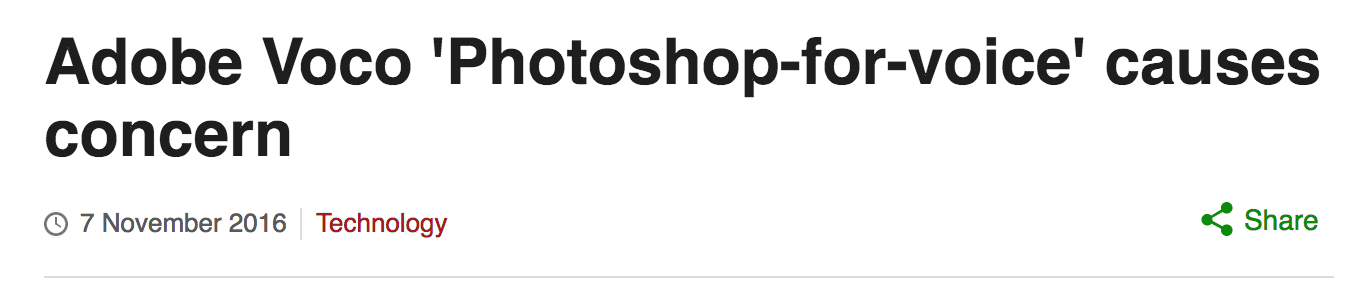 Adobe Voco 'Photoshop-for-voice' causes
concern
7 November 2016 Technology
Share